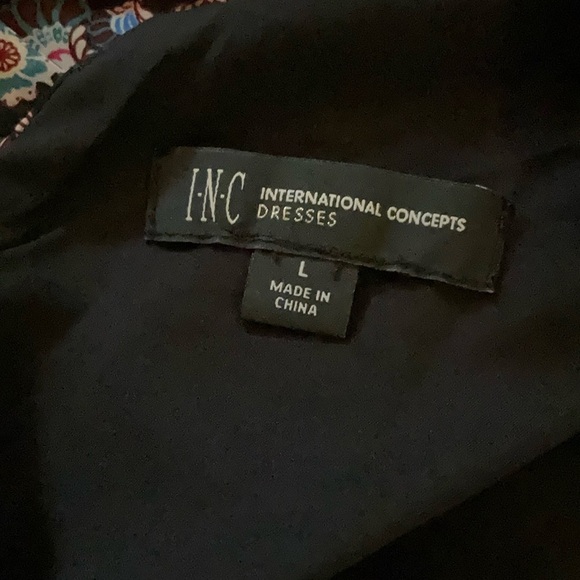 I·N·C INTERNATIONAL CONCEPTS
DRESSES
L
MADE IN
CHINA